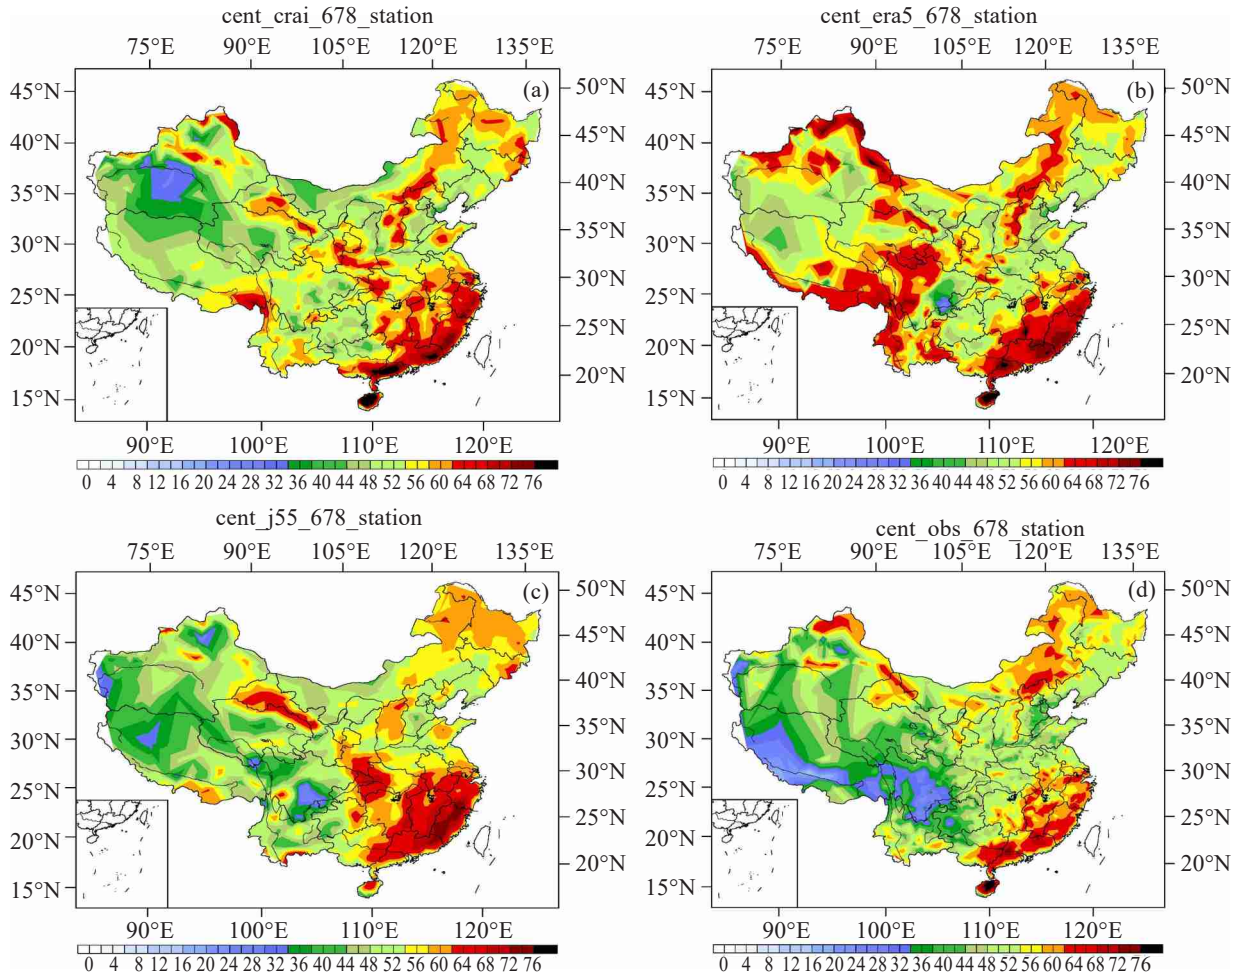 cent_crai_678_station
75°E 90°E 105°E 120°E 135°E
(a)
45°N 40°N 35°N 30°N 25°N 20°N 15°N
50°N 45°N 40°N 35°N 30°N 25°N 20°N
90°E 100°E 110°E 120°E
0 4 8 12 16 20 24 28 32 36 40 44 48 52 56 60 64 68 72 76
cent_era5_678_station
75°E 90°E 105°E 120°E 135°E
(b)
45°N 40°N 35°N 30°N 25°N 20°N 15°N
50°N 45°N 40°N 35°N 30°N 25°N 20°N
90°E 100°E 110°E 120°E
0 4 8 12 16 20 24 28 32 36 40 44 48 52 56 60 64 68 72 76
cent_j55_678_station
75°E 90°E 105°E 120°E 135°E
(c)
45°N 40°N 35°N 30°N 25°N 20°N 15°N
50°N 45°N 40°N 35°N 30°N 25°N 20°N
90°E 100°E 110°E 120°E
0 4 8 12 16 20 24 28 32 36 40 44 48 52 56 60 64 68 72 76
cent_obs_678_station
75°E 90°E 105°E 120°E 135°E
(d)
45°N 40°N 35°N 30°N 25°N 20°N 15°N
50°N 45°N 40°N 35°N 30°N 25°N 20°N
90°E 100°E 110°E 120°E
0 4 8 12 16 20 24 28 32 36 40 44 48 52 56 60 64 68 72 76